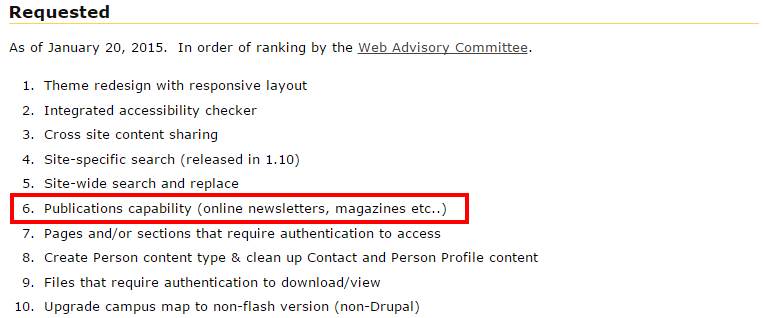 Requested
As of January 20, 2015.  In order of ranking by the Web Advisory Committee.
1. Theme redesign with responsive layout
2. Integrated accessibility checker
3. Cross site content sharing
4. Site-specific search (released in 1.10)
5. Site-wide search and replace
6. Publications capability (online newsletters, magazines etc..)
7. Pages and/or sections that require authentication to access
8. Create Person content type & clean up Contact and Person Profile content
9. Files that require authentication to download/view
10. Upgrade campus map to non-flash version (non-Drupal)